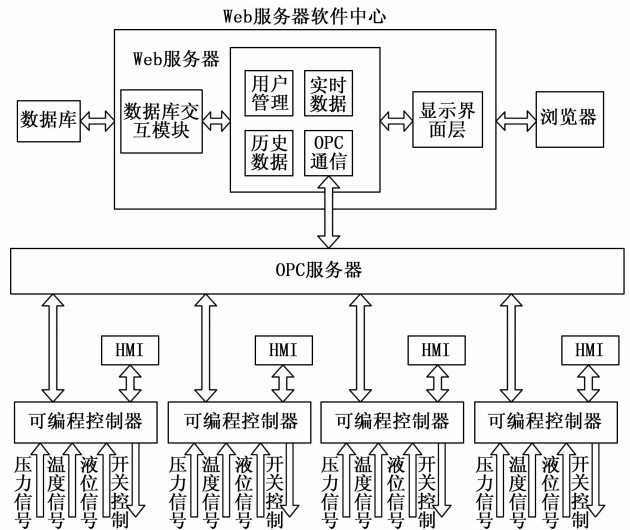 Web服务器软件中心
Web服务器
用户
管理
实时
数据
数据库
数据库交
互模块
显示界
面层
浏览器
历史
数据
OPC
通信
OPC服务器
HMI
HMI
HMI
HMI
可编程控制器
可编程控制器
可编程控制器
可编程控制器
压力信号
温度信号
液位信号
开关控制
压力信号
温度信号
液位信号
开关控制
压力信号
温度信号
液位信号
开关控制
压力信号
温度信号
液位信号
开关控制